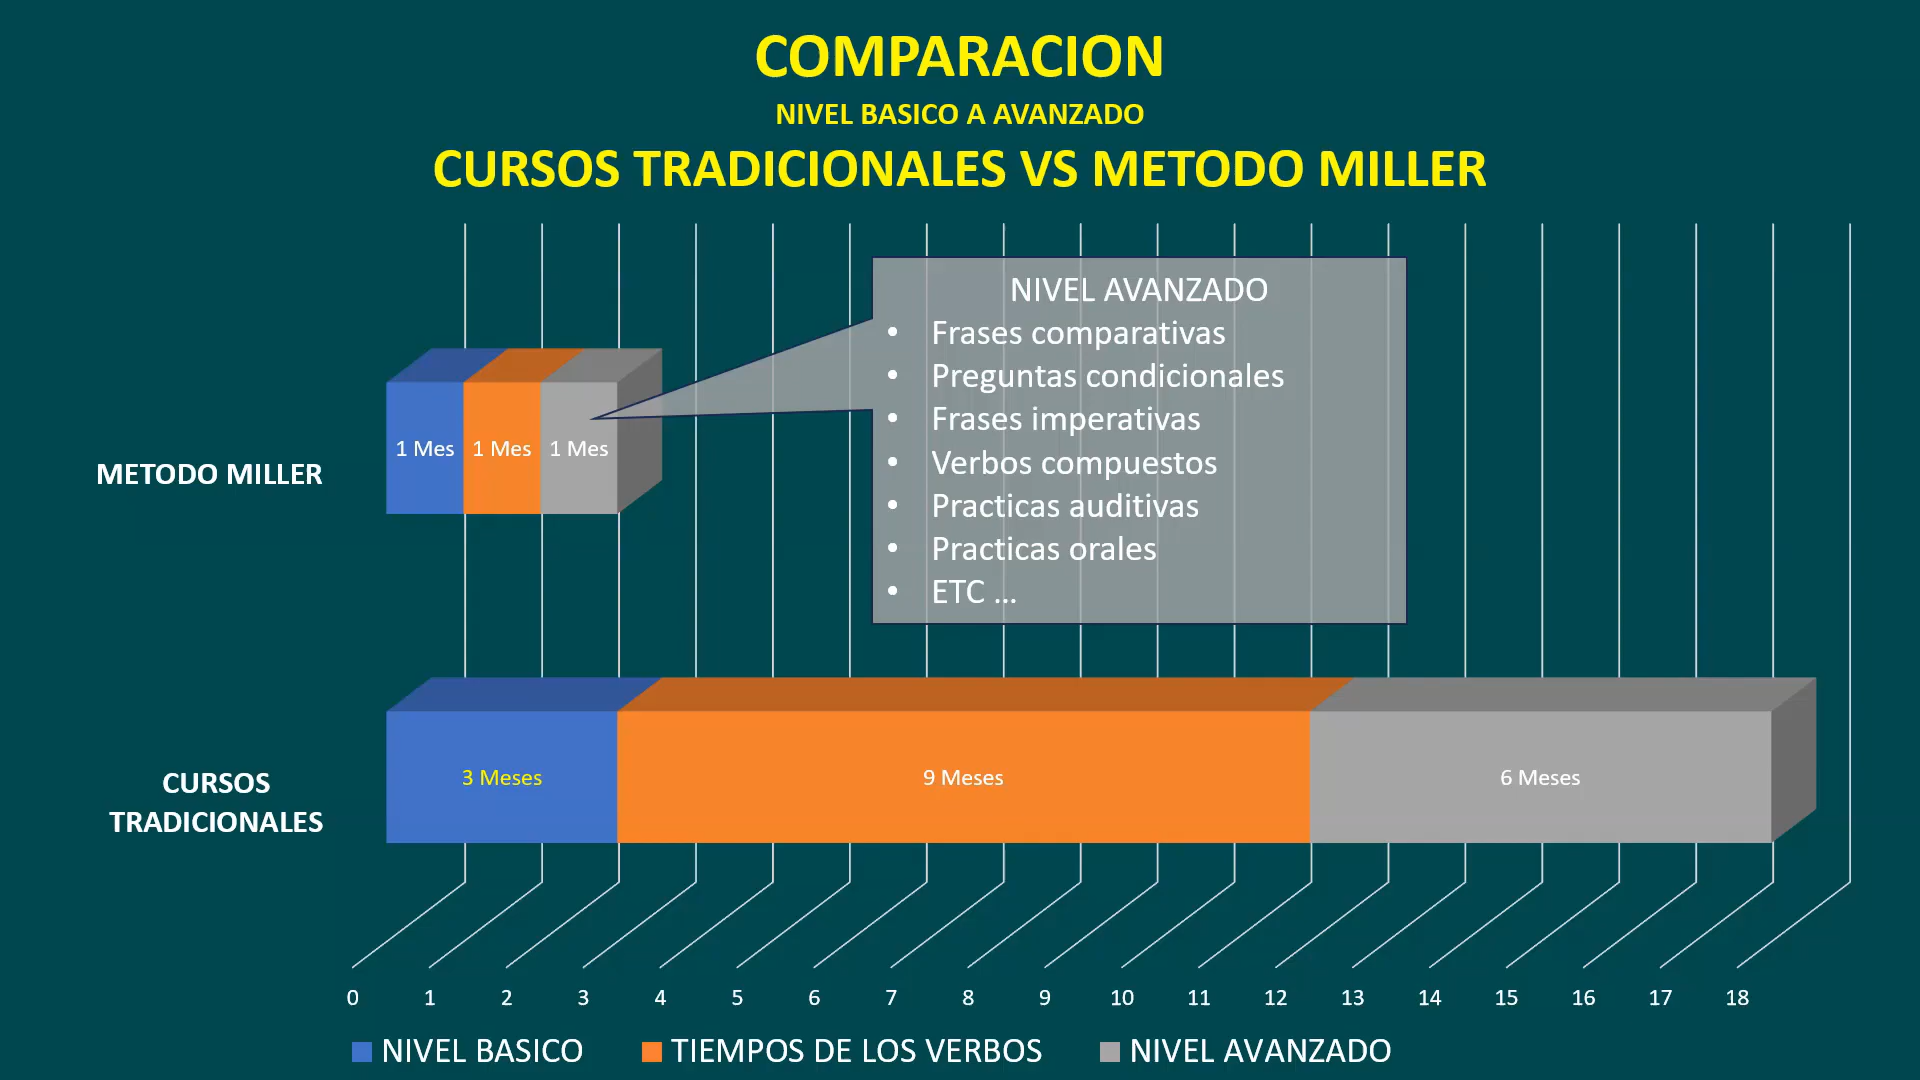 COMPARACION
NIVEL BASICO A AVANZADO
CURSOS TRADICIONALES VS METODO MILLER
NIVEL AVANZADO
• Frases comparativas
• Preguntas condicionales
• Frases imperativas
• Verbos compuestos
• Practicas auditivas
• Practicas orales
• ETC ...
METODO MILLER
1 Mes
1 Mes
1 Mes
CURSOS
TRADICIONALES
3 Meses
9 Meses
6 Meses
0 1 2 3 4 5 6 7 8 9 10 11 12 13 14 15 16 17 18
NIVEL BASICO
TIEMPOS DE LOS VERBOS
NIVEL AVANZADO